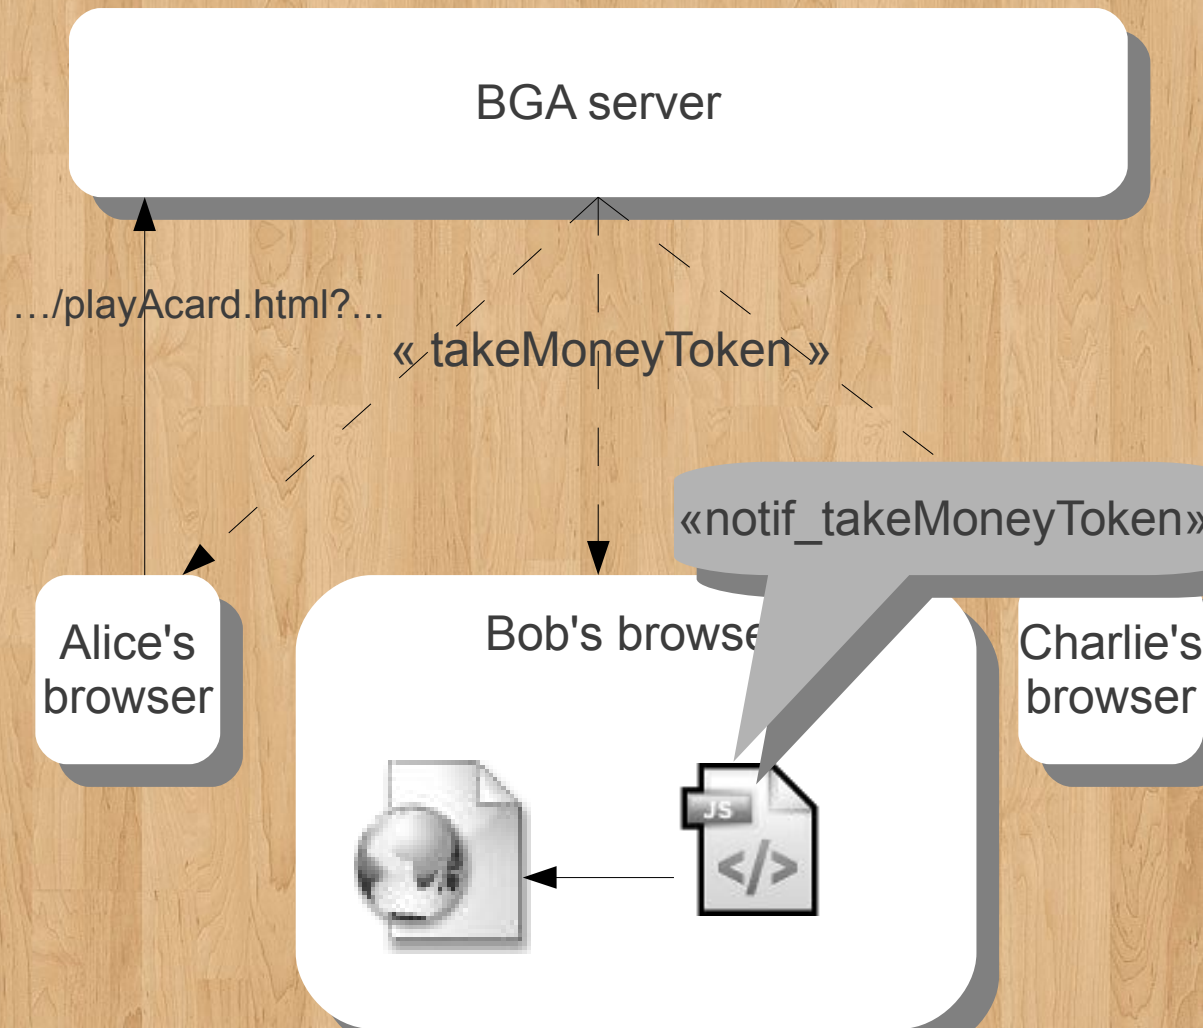 BGA server
…/playAcard.html?...
« takeMoneyToken »
«notif_takeMoneyToken»
Alice's
browser
Bob's browse
Charlie's
browser
JS
</>